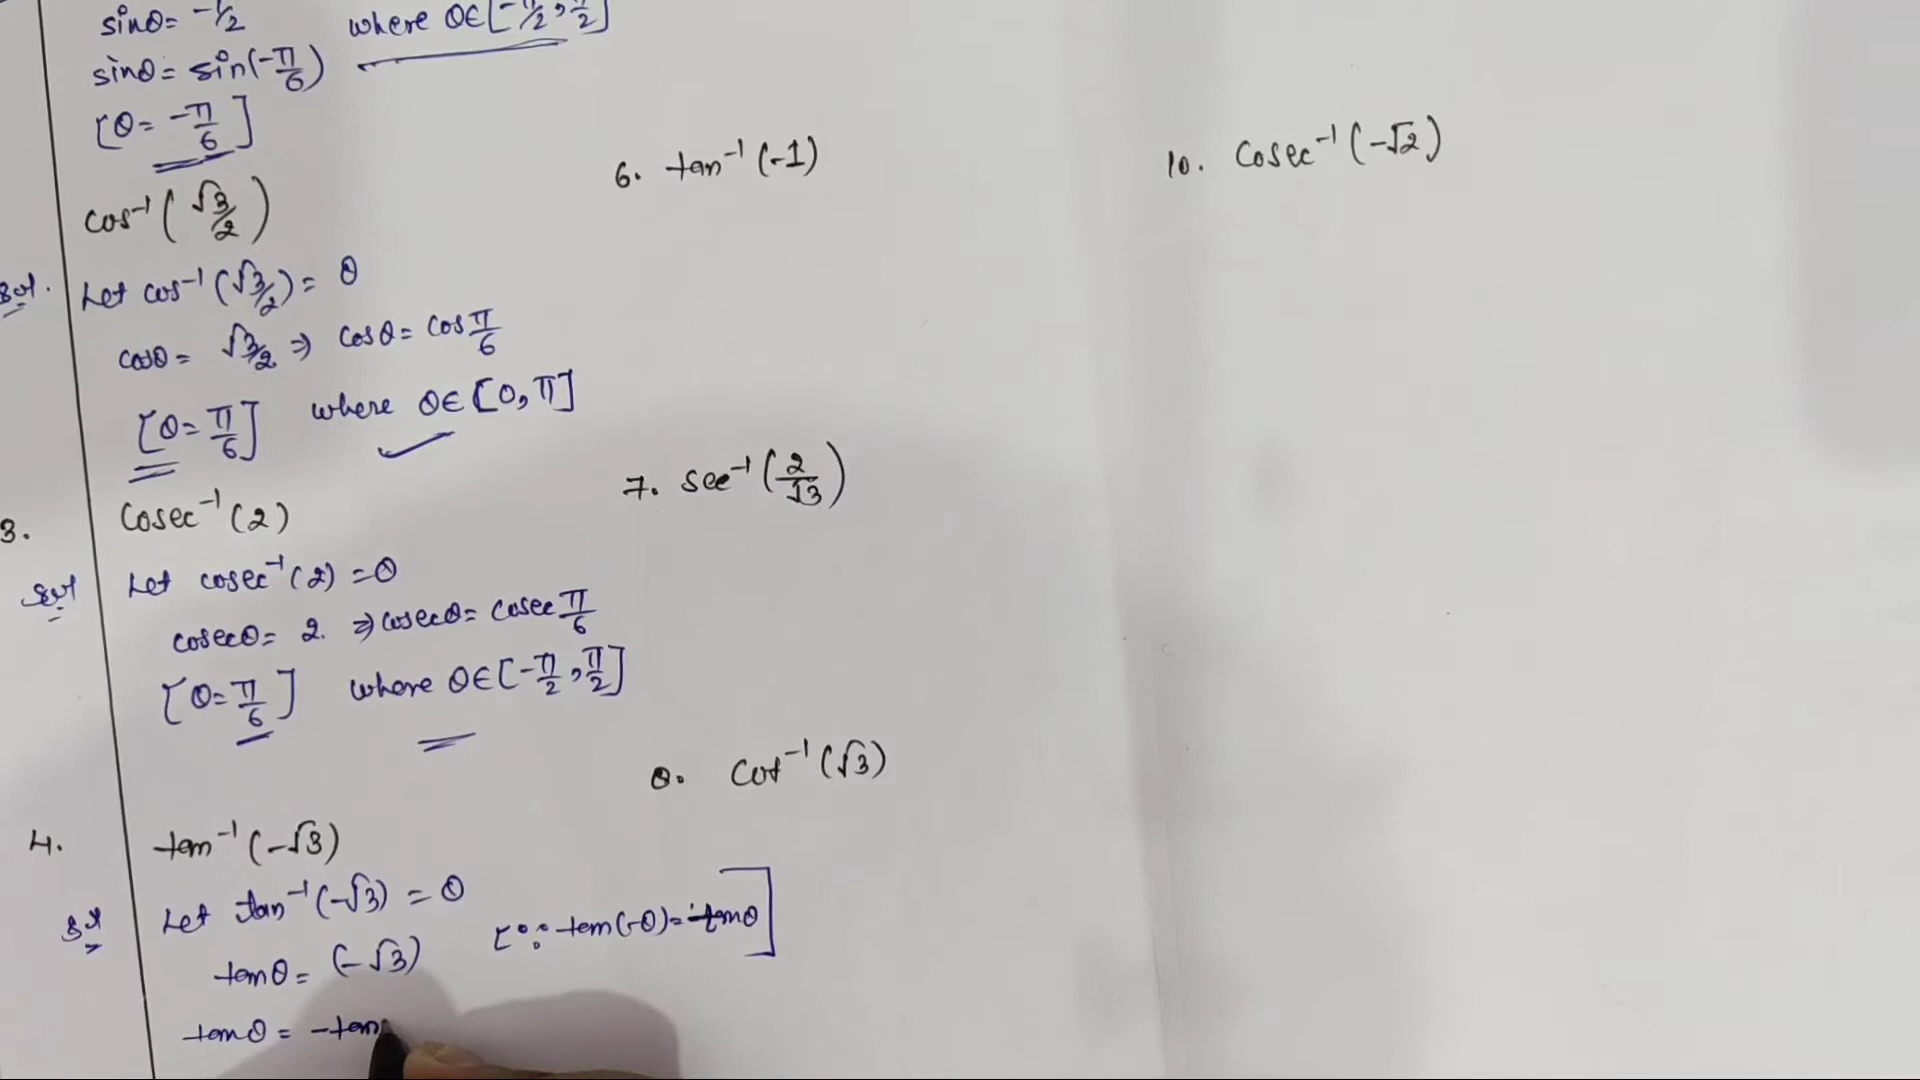 sinθ= -1/2 where θ∈[-π/2,π/2]
sinθ= sin(-π/6)
[θ= -π/6]
cos⁻¹(√3/2)
Sol. Let cos⁻¹(√3/2)= θ
cosθ= √3/2 ⇒ cosθ= cos π/6
[θ=π/6] where θ∈[0,π]
3. Cosec⁻¹(2)
Sol Let cosec⁻¹(2)=θ
cosecθ= 2. ⇒cosecθ= cosec π/6
[θ=π/6] where θ∈[-π/2,π/2]
4. tan⁻¹(-√3)
Sol Let tan⁻¹(-√3) = θ
tanθ= (-√3) [∵ tan(-θ)=-tanθ]
tanθ= -tan
6. tan⁻¹(-1)
7. sec⁻¹(2/√3)
8. cot⁻¹(√3)
10. Cosec⁻¹(-√2)